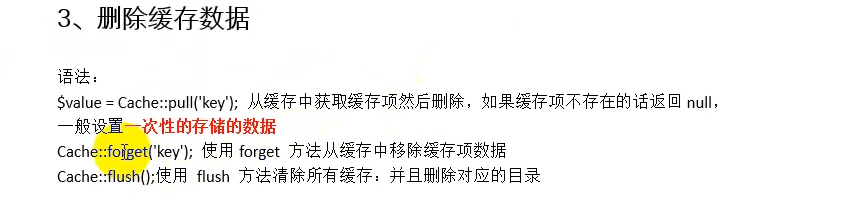 3、删除缓存数据
语法：
$value = Cache::pull('key'); 从缓存中获取缓存项然后删除，如果缓存项不存在的话返回 null，
一般设置一次性的存储的数据
Cache::forget('key'); 使用 forget 方法从缓存中移除缓存项数据
Cache::flush();使用 flush 方法清除所有缓存：并且删除对应的目录